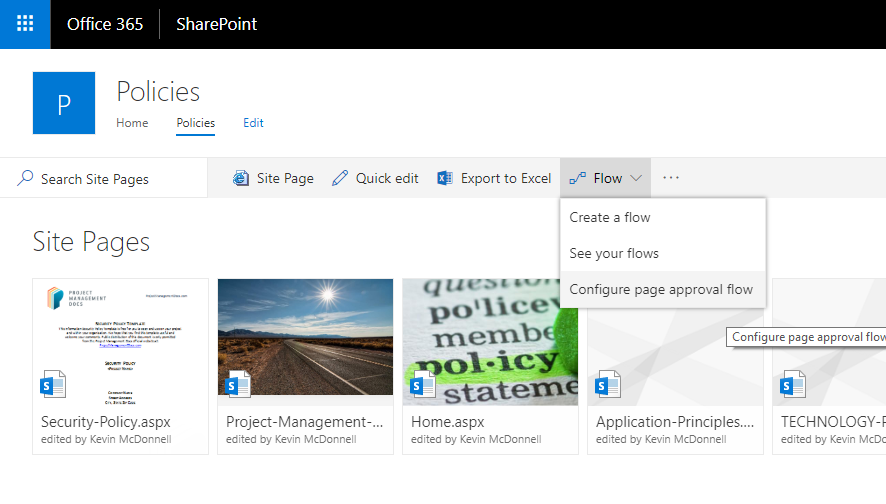 Office 365 SharePoint
P
Policies
Home Policies Edit
Search Site Pages
Site Page Quick edit Export to Excel Flow ...
Create a flow
See your flows
Configure page approval flow
Configure page approval flow
Site Pages
PROJECT
MANAGEMENT
DOCS
SECURITY POLICY TEMPLATE
SECURITY POLICY
question
po'licev
membe
pol·icy
stateme
Security-Policy.aspx
edited by Kevin McDonnell
Project-Management-...
edited by Kevin McDonnell
Home.aspx
edited by Kevin McDonnell
Application-Principles....
edited by Kevin McDonnell
TECHNOLOGY-P
edited by Kevin McDonnell